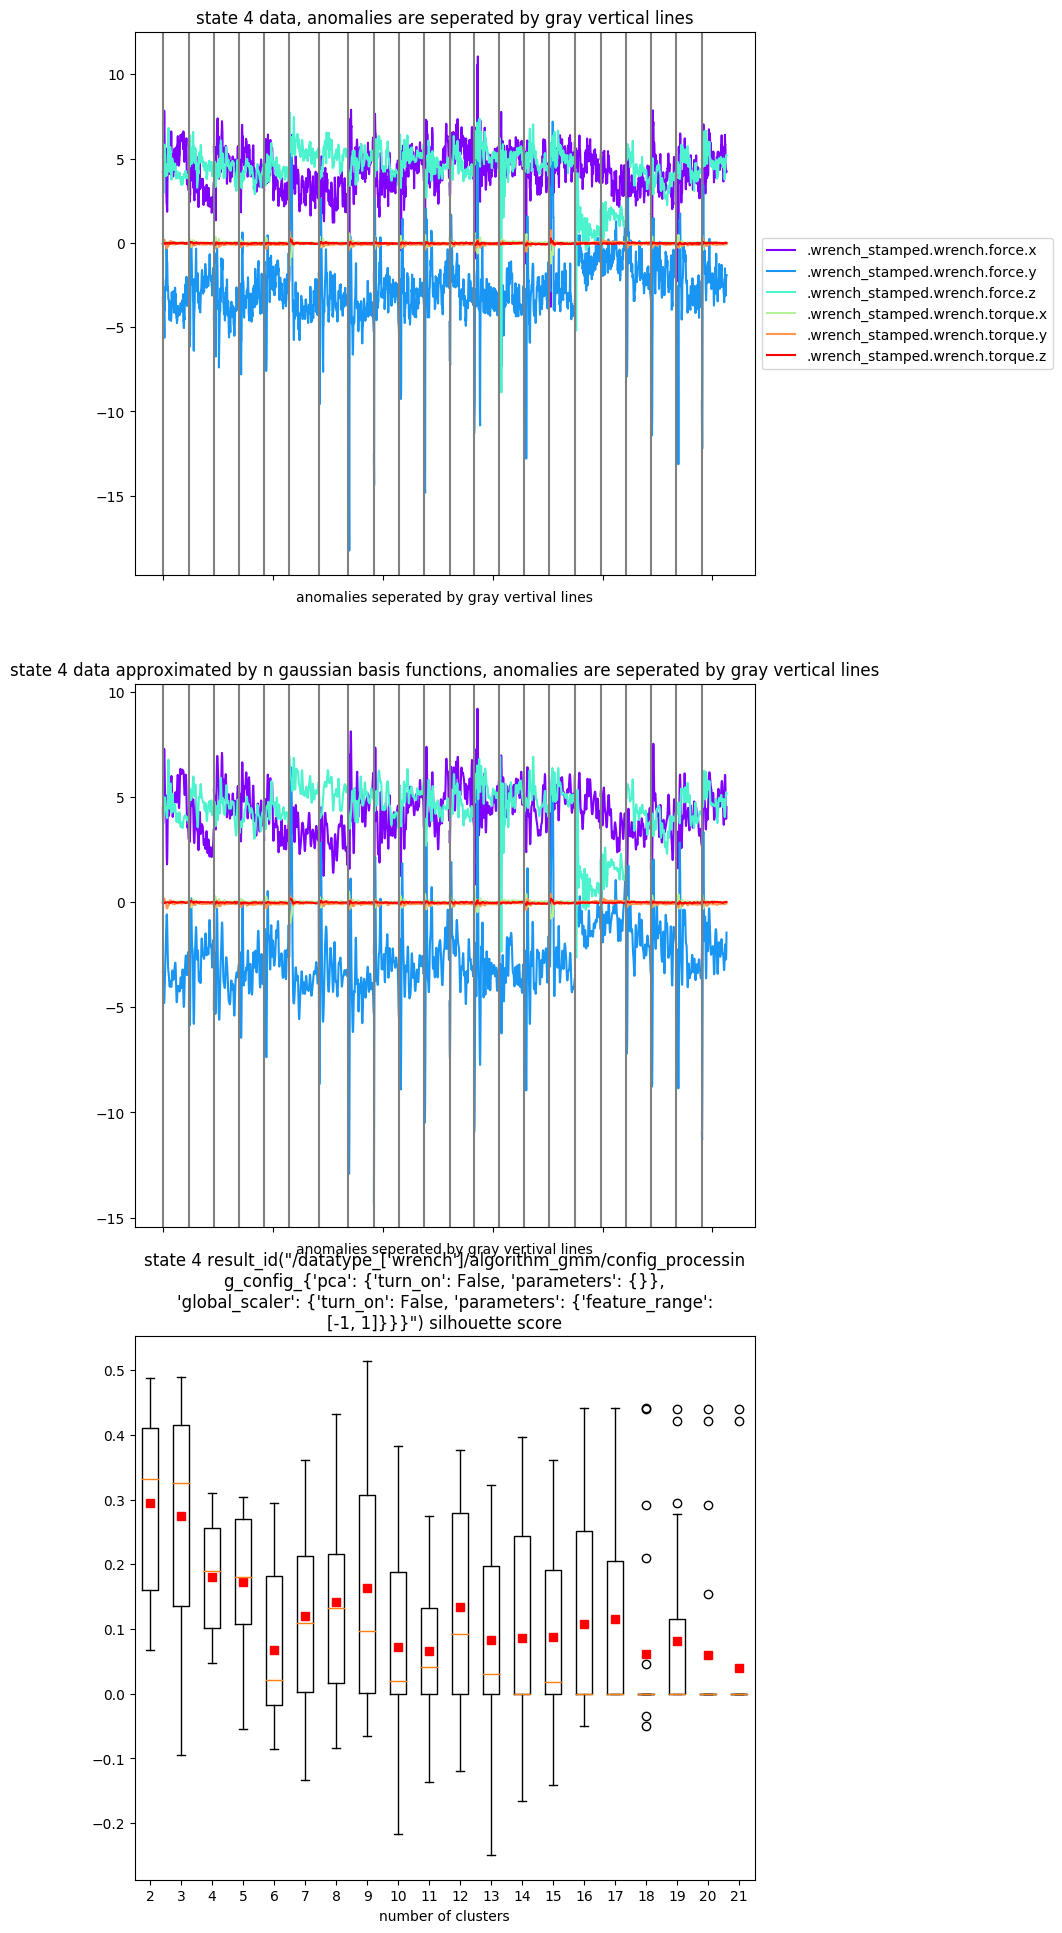 state 4 data, anomalies are seperated by gray vertical lines
10
5
0
−5
−10
−15
anomalies seperated by gray vertival lines
.wrench_stamped.wrench.force.x
.wrench_stamped.wrench.force.y
.wrench_stamped.wrench.force.z
.wrench_stamped.wrench.torque.x
.wrench_stamped.wrench.torque.y
.wrench_stamped.wrench.torque.z
state 4 data approximated by n gaussian basis functions, anomalies are seperated by gray vertical lines
10
5
0
−5
−10
−15
anomalies seperated by gray vertival lines
state 4 result_id("/datatype_['wrench']/algorithm_gmm/config_processin
g_config_{'pca': {'turn_on': False, 'parameters': {}},
'global_scaler': {'turn_on': False, 'parameters': {'feature_range':
[-1, 1]}}}") silhouette score
0.5
0.4
0.3
0.2
0.1
0.0
−0.1
−0.2
2 3 4 5 6 7 8 9 10 11 12 13 14 15 16 17 18 19 20 21
number of clusters